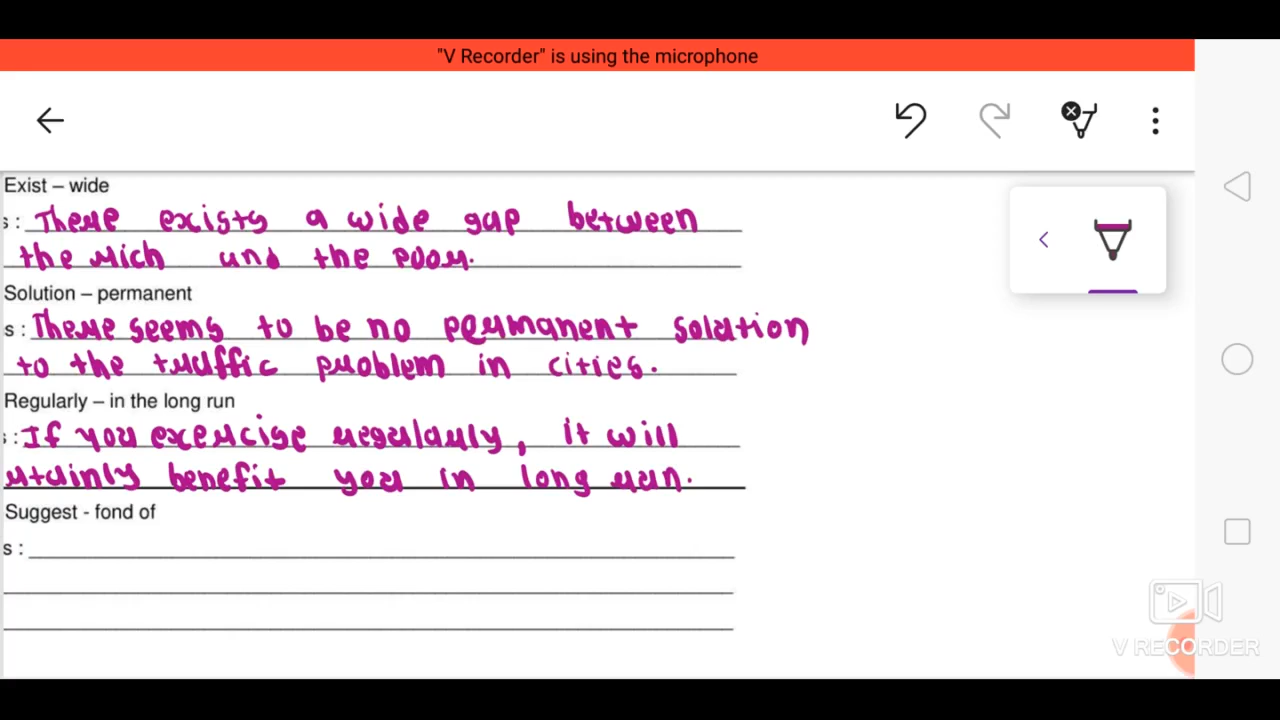 "V Recorder" is using the microphone
Exist – wide
s : There exists a wide gap between
the rich and the poor.
Solution – permanent
s : There seems to be no permanent solution
to the traffic problem in cities.
Regularly – in the long run
s : If you exercise regularly, it will
rtainly benefit you in long run.
Suggest - fond of
s :
V RECORDER